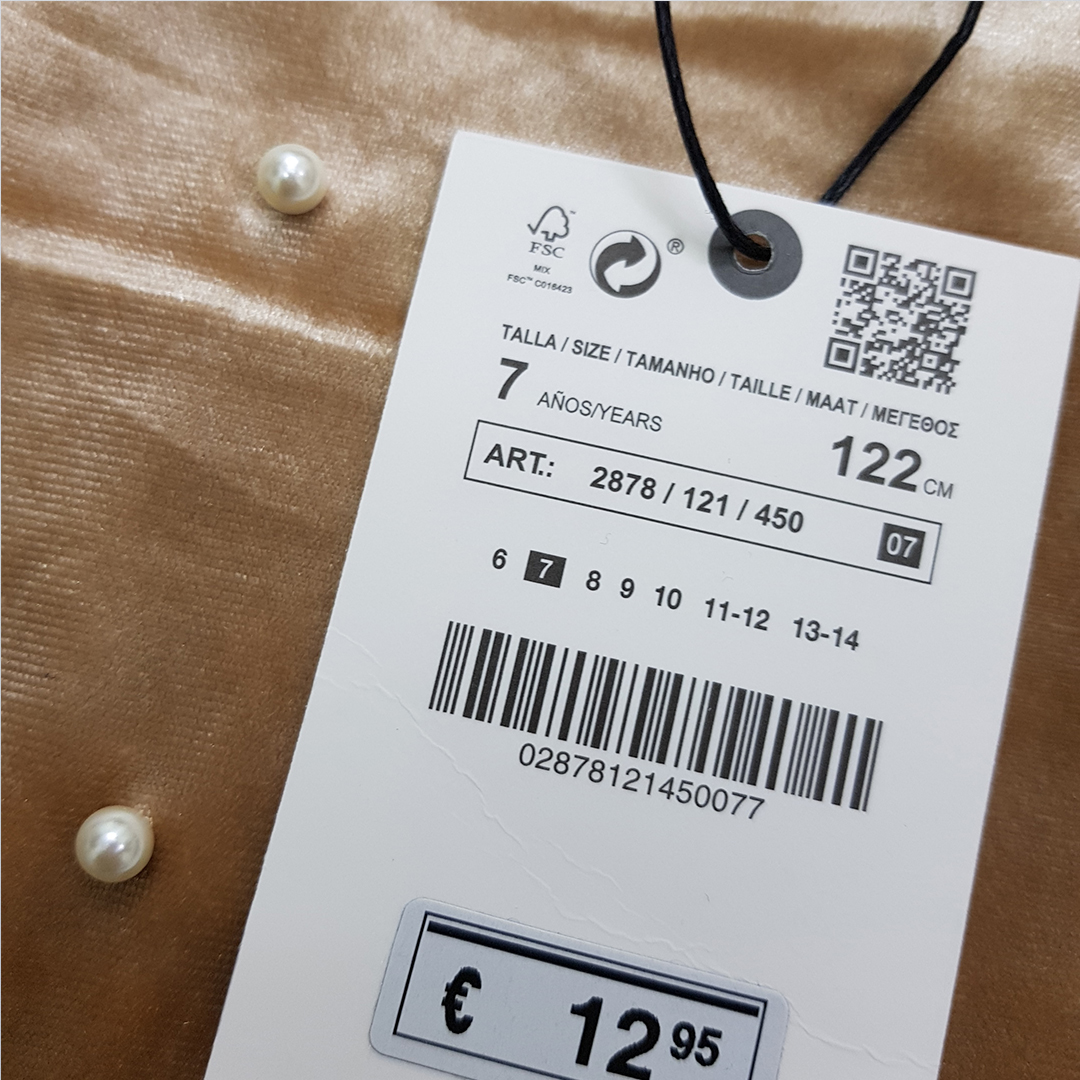 FSC™
MIX
FSC™ C016423
®
TALLA / SIZE / TAMANHO / TAILLE / MAAT / ΜΕΓΕΘΟΣ
7 AÑOS/YEARS 122 CM
ART.: 2878 / 121 / 450 07
6 7 8 9 10 11-12 13-14
02878121450077
€ 12 95